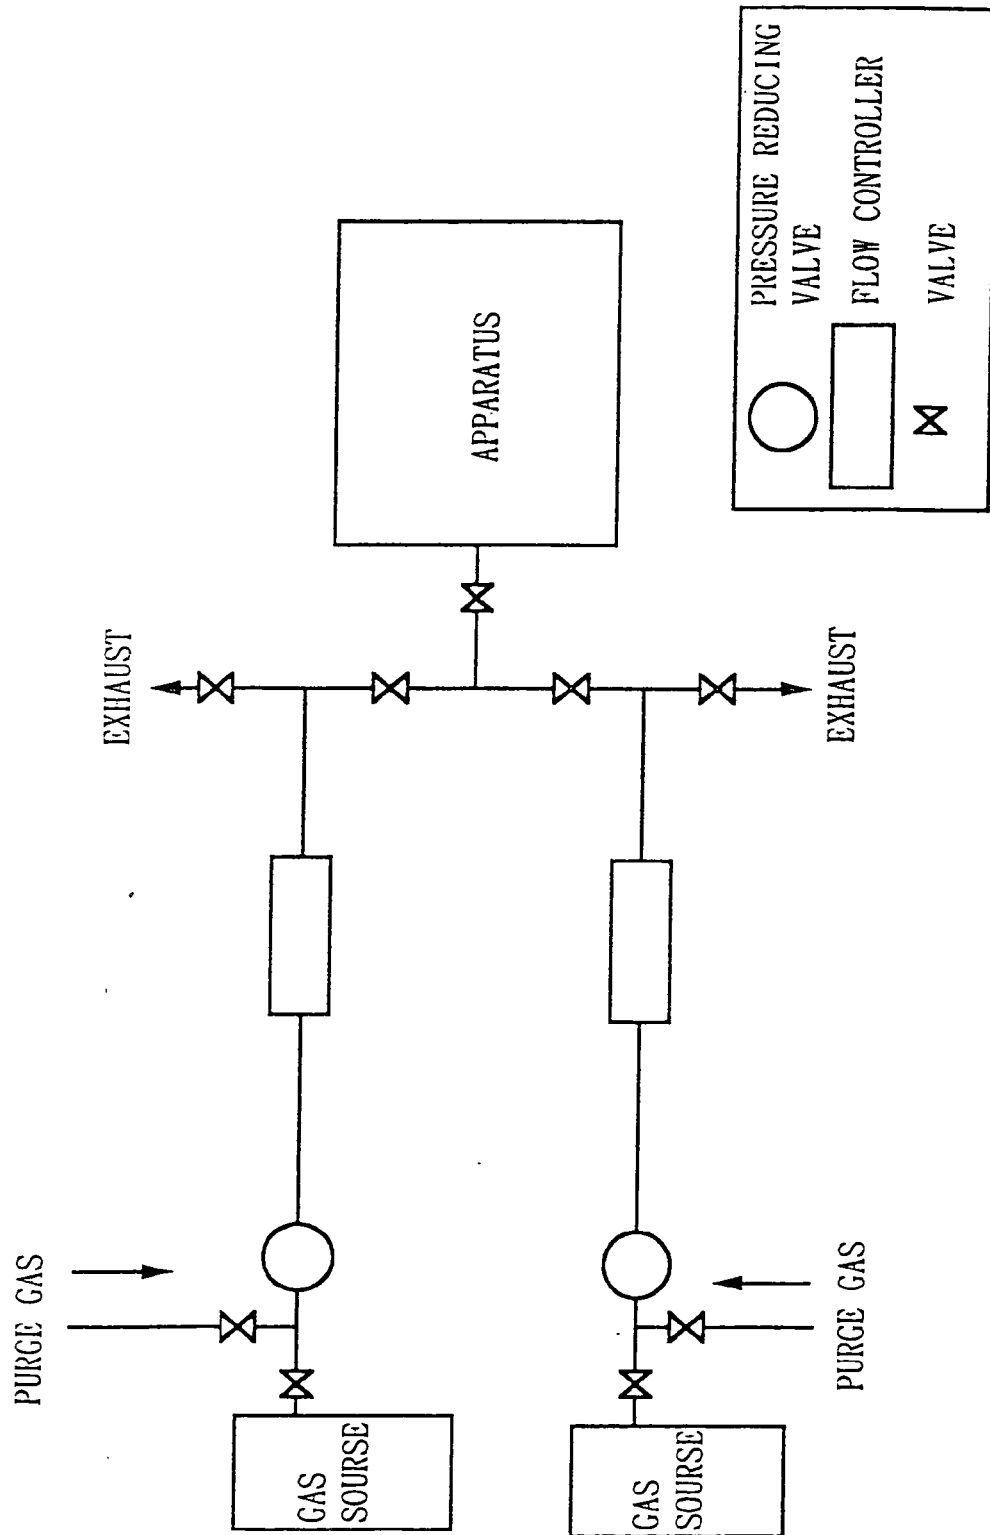 PURGE GAS
GAS
SOURSE
EXHAUST
APPARATUS
GAS
SOURSE
PURGE GAS
EXHAUST
PRESSURE REDUCING
VALVE
FLOW CONTROLLER
VALVE